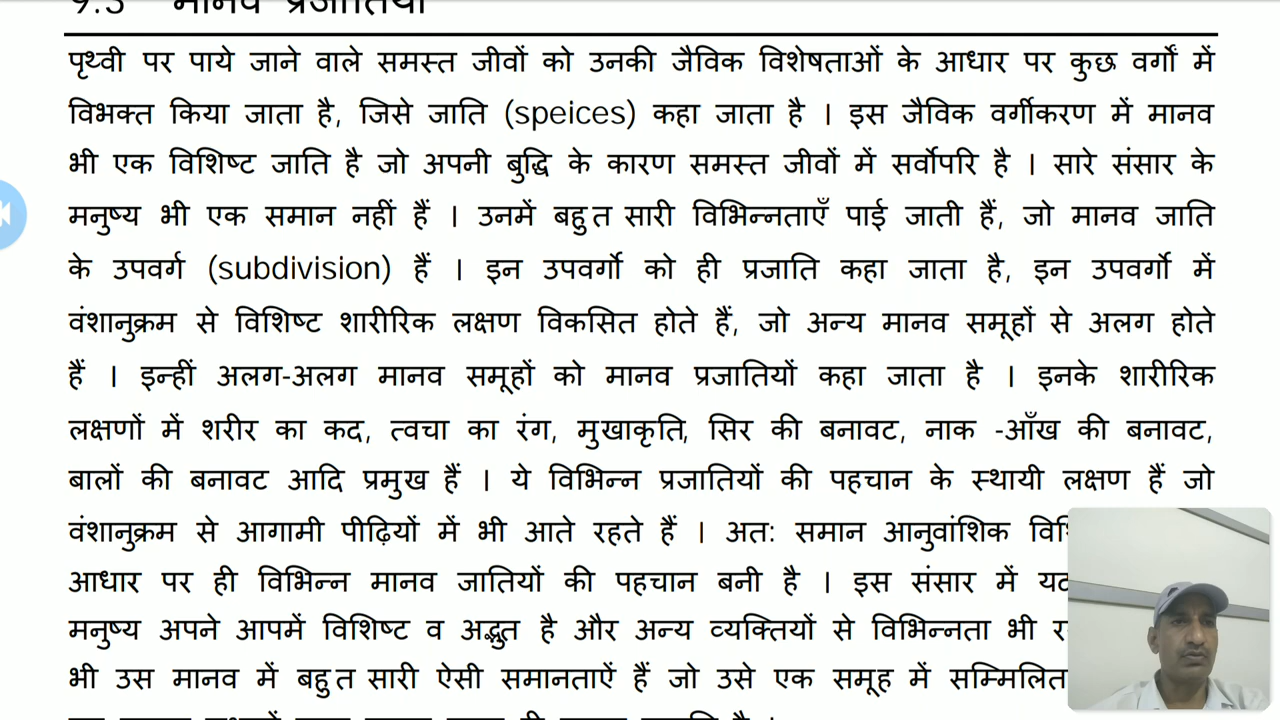 9.3 मानव प्रजातियाँ
पृथ्वी पर पाये जाने वाले समस्त जीवों को उनकी जैविक विशेषताओं के आधार पर कुछ वर्गों में
विभक्त किया जाता है, जिसे जाति (speices) कहा जाता है । इस जैविक वर्गीकरण में मानव
भी एक विशिष्ट जाति है जो अपनी बुद्धि के कारण समस्त जीवों में सर्वोपरि है । सारे संसार के
मनुष्य भी एक समान नहीं हैं । उनमें बहुत सारी विभिन्नताएँ पाई जाती हैं, जो मानव जाति
के उपवर्ग (subdivision) हैं । इन उपवर्गो को ही प्रजाति कहा जाता है, इन उपवर्गो में
वंशानुक्रम से विशिष्ट शारीरिक लक्षण विकसित होते हैं, जो अन्य मानव समूहों से अलग होते
हैं । इन्हीं अलग-अलग मानव समूहों को मानव प्रजातियों कहा जाता है । इनके शारीरिक
लक्षणों में शरीर का कद, त्वचा का रंग, मुखाकृति, सिर की बनावट, नाक -आँख की बनावट,
बालों की बनावट आदि प्रमुख हैं । ये विभिन्न प्रजातियों की पहचान के स्थायी लक्षण हैं जो
वंशानुक्रम से आगामी पीढ़ियों में भी आते रहते हैं । अत: समान आनुवांशिक
आधार पर ही विभिन्न मानव जातियों की पहचान बनी है । इस संसार में
मनुष्य अपने आपमें विशिष्ट व अद्भुत है और अन्य व्यक्तियों से विभिन्नता भी
भी उस मानव में बहुत सारी ऐसी समानताऐं हैं जो उसे एक समूह में सम्मिलित